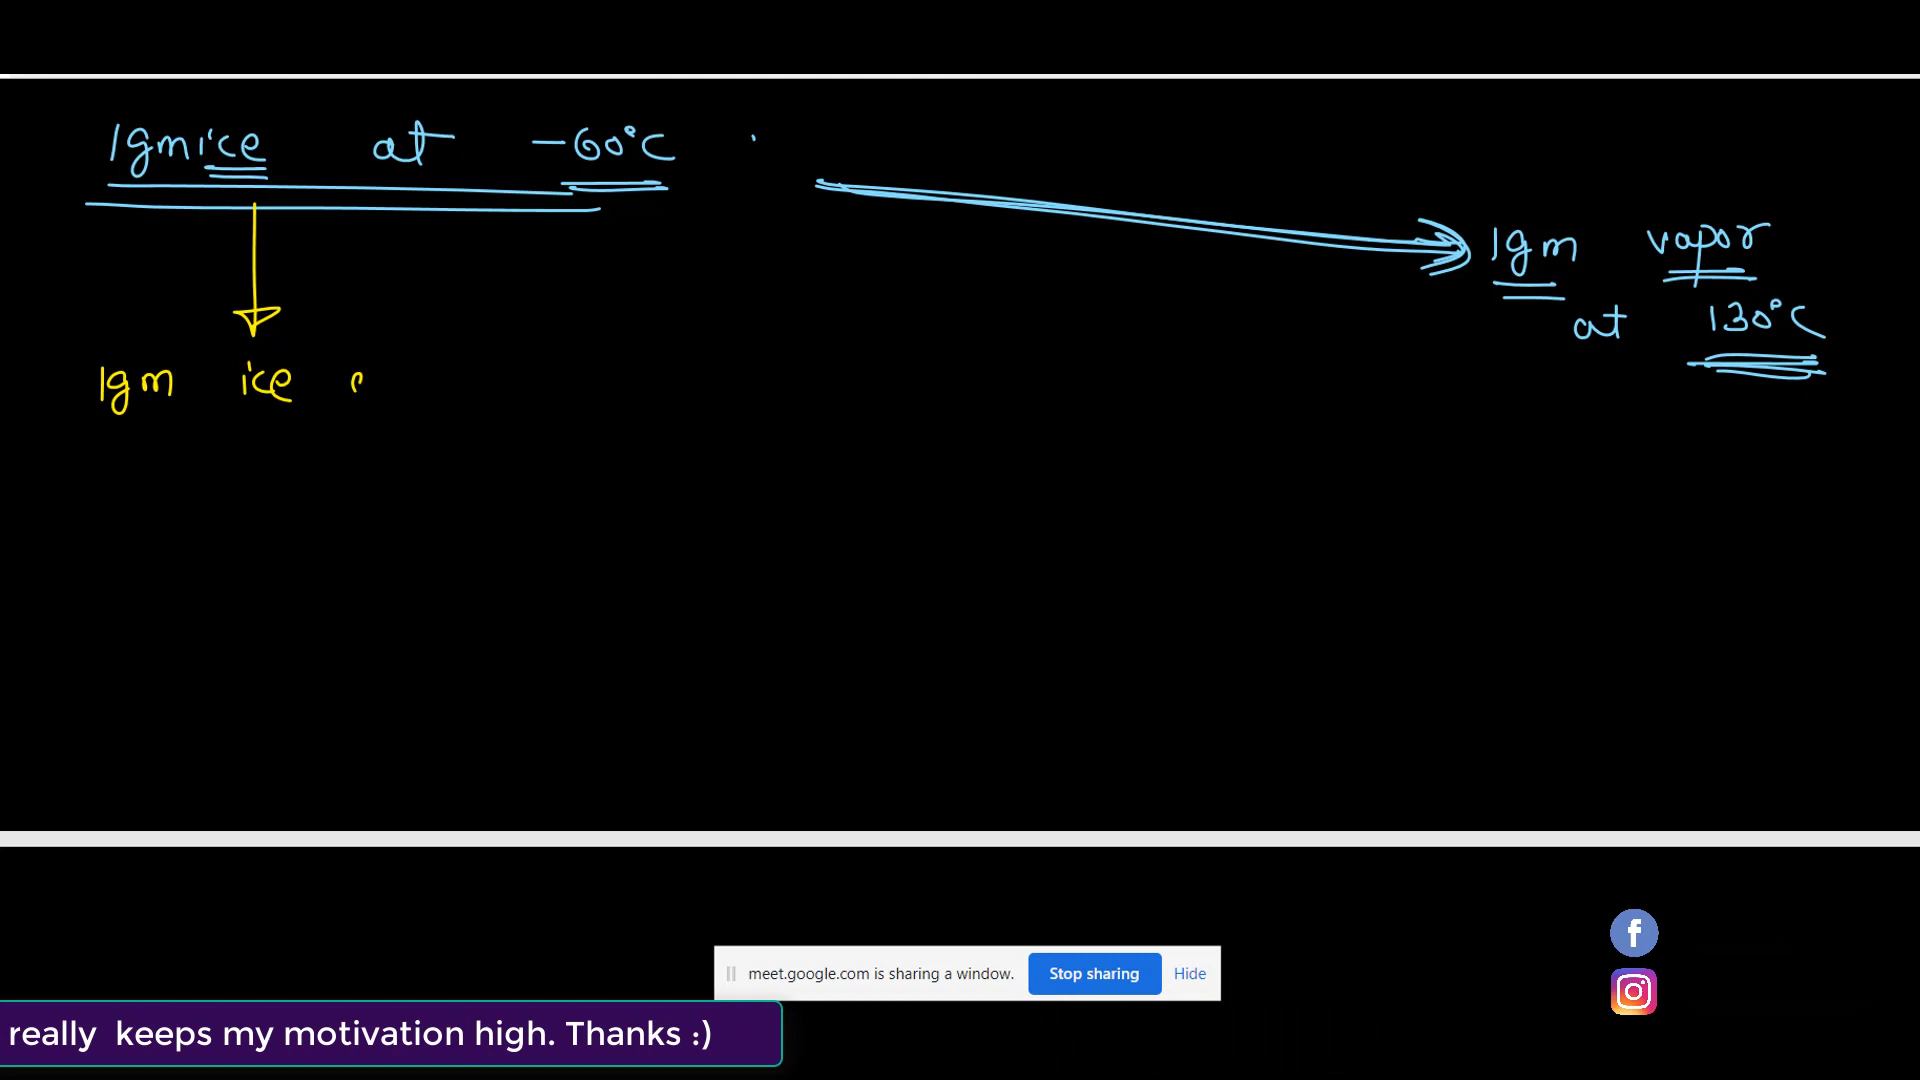 1gm ice at -60°C
1gm vapor
at 130°C
1gm ice
meet.google.com is sharing a window. Stop sharing Hide
really keeps my motivation high. Thanks :)